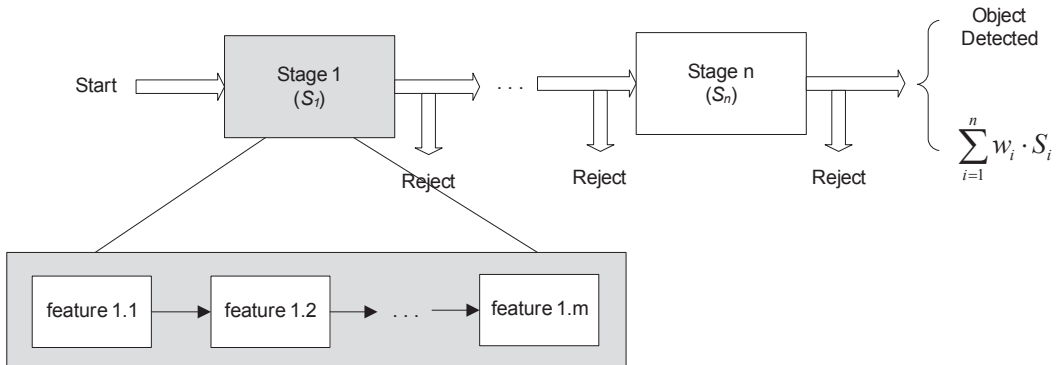 Object
Detected
Start
Stage 1
(S₁)
. . .
Stage n
(Sₙ)
Reject
Reject
Reject
n
∑ wᵢ · Sᵢ
i=1
feature 1.1
feature 1.2
. . .
feature 1.m